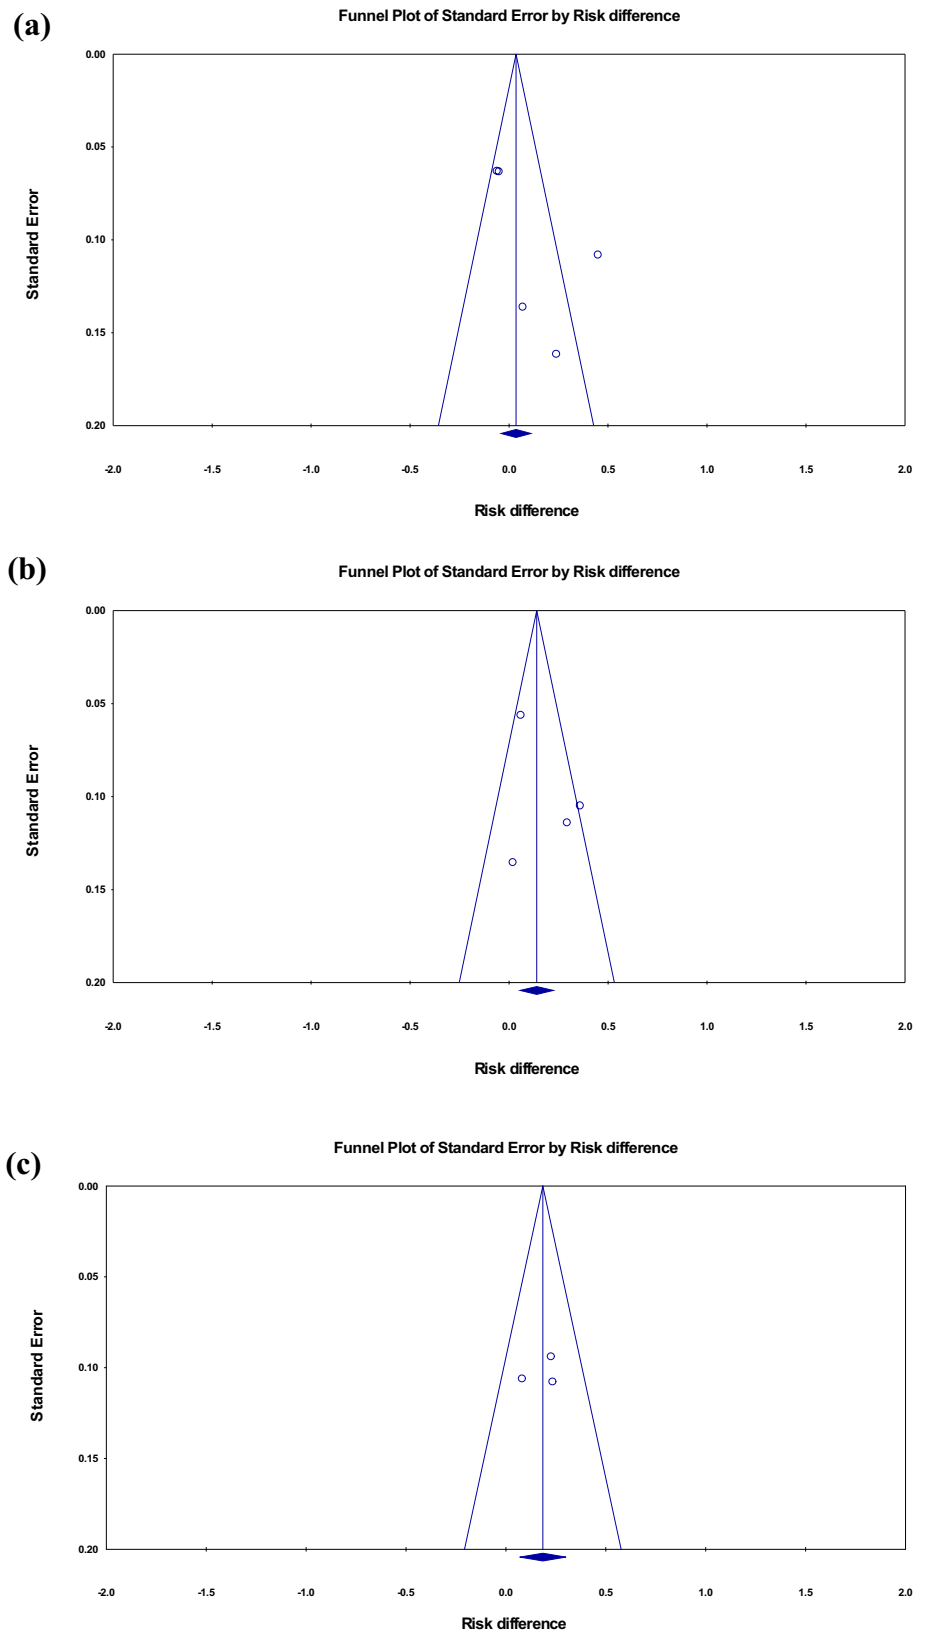 (a)
Funnel Plot of Standard Error by Risk difference
0.00
0.05
0.10
0.15
0.20
Standard Error
-2.0 -1.5 -1.0 -0.5 0.0 0.5 1.0 1.5 2.0
Risk difference
(b)
Funnel Plot of Standard Error by Risk difference
0.00
0.05
0.10
0.15
0.20
Standard Error
-2.0 -1.5 -1.0 -0.5 0.0 0.5 1.0 1.5 2.0
Risk difference
(c)
Funnel Plot of Standard Error by Risk difference
0.00
0.05
0.10
0.15
0.20
Standard Error
-2.0 -1.5 -1.0 -0.5 0.0 0.5 1.0 1.5 2.0
Risk difference